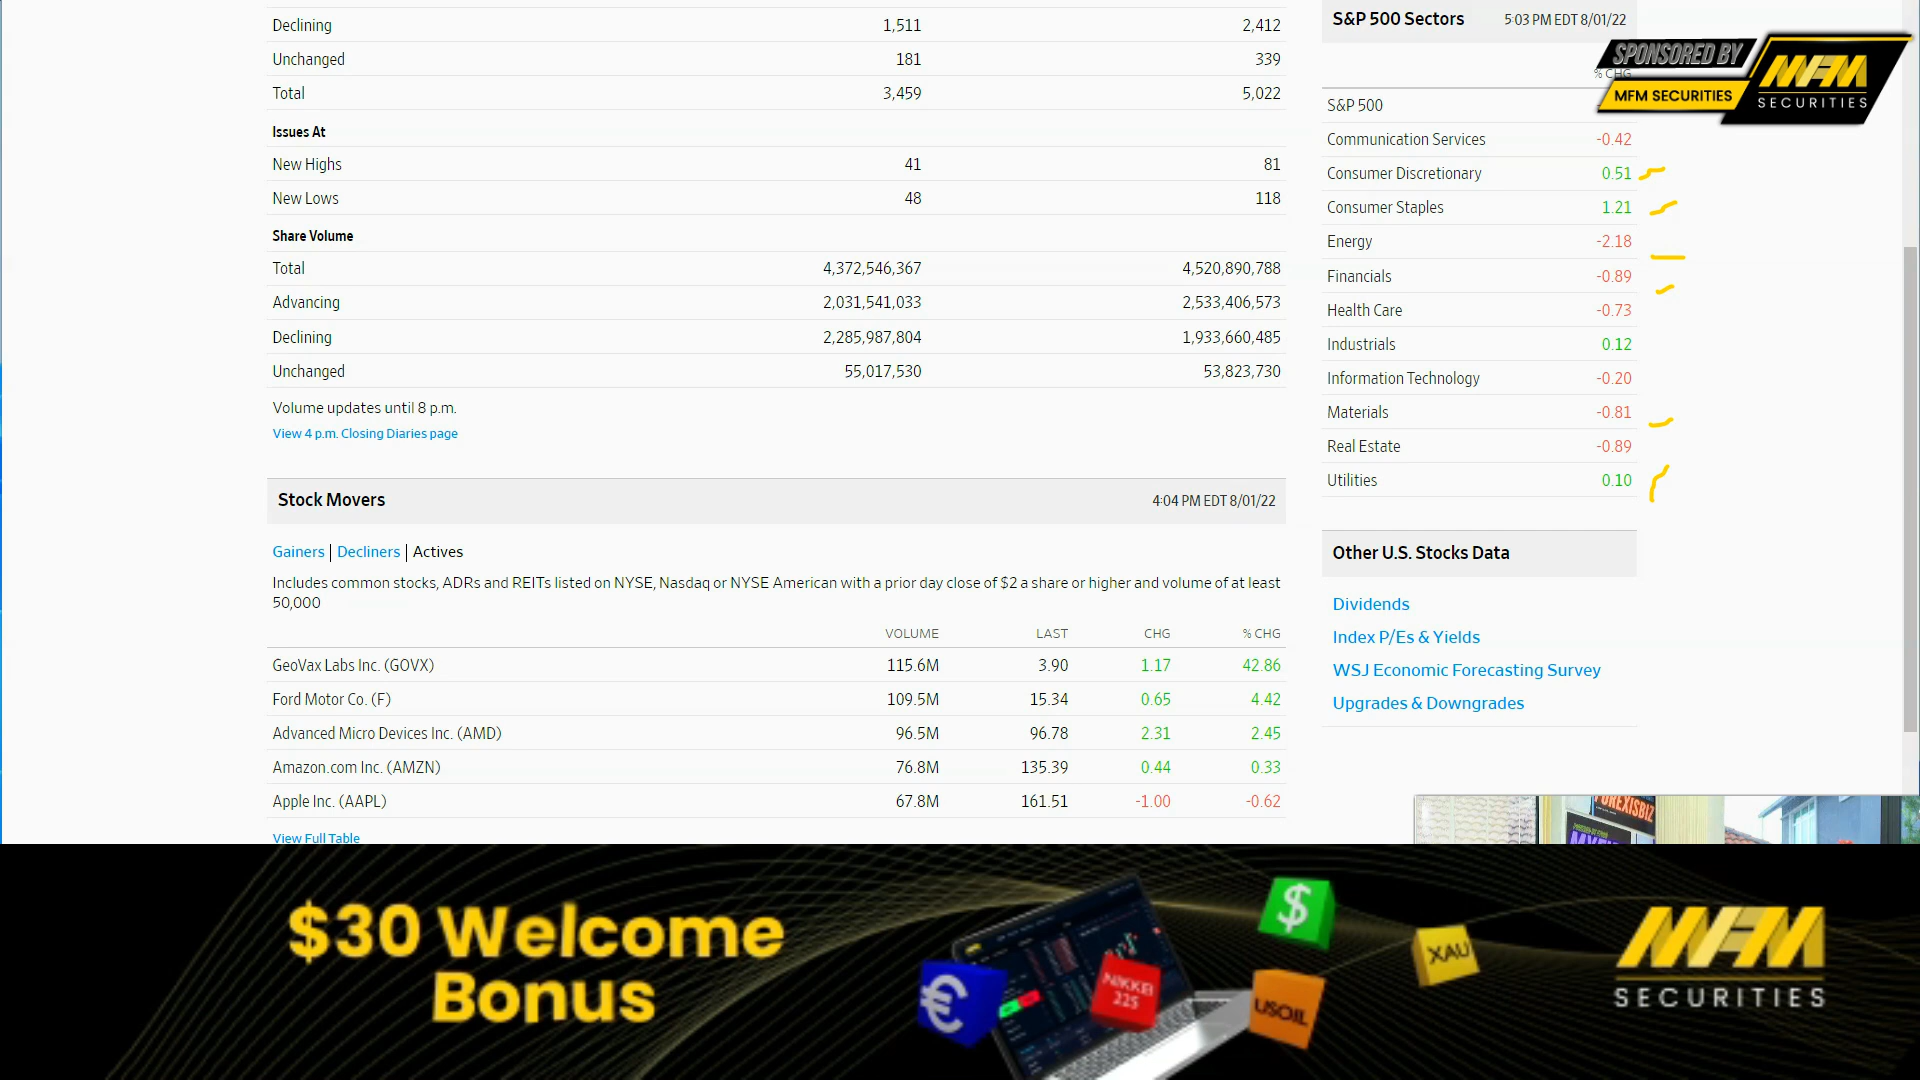 Declining 1,511 2,412
Unchanged 181 339
Total 3,459 5,022
Issues At
New Highs 41 81
New Lows 48 118
Share Volume
Total 4,372,546,367 4,520,890,788
Advancing 2,031,541,033 2,533,406,573
Declining 2,285,987,804 1,933,660,485
Unchanged 55,017,530 53,823,730
Volume updates until 8 p.m.
View 4 p.m. Closing Diaries page
Stock Movers 4:04 PM EDT 8/01/22
Gainers | Decliners | Actives
Includes common stocks, ADRs and REITs listed on NYSE, Nasdaq or NYSE American with a prior day close of $2 a share or higher and volume of at least
50,000
VOLUME LAST CHG % CHG
GeoVax Labs Inc. (GOVX) 115.6M 3.90 1.17 42.86
Ford Motor Co. (F) 109.5M 15.34 0.65 4.42
Advanced Micro Devices Inc. (AMD) 96.5M 96.78 2.31 2.45
Amazon.com Inc. (AMZN) 76.8M 135.39 0.44 0.33
Apple Inc. (AAPL) 67.8M 161.51 -1.00 -0.62
View Full Table
S&P 500 Sectors 5:03 PM EDT 8/01/22
% CHG
S&P 500
Communication Services -0.42
Consumer Discretionary 0.51
Consumer Staples 1.21
Energy -2.18
Financials -0.89
Health Care -0.73
Industrials 0.12
Information Technology -0.20
Materials -0.81
Real Estate -0.89
Utilities 0.10
Other U.S. Stocks Data
Dividends
Index P/Es & Yields
WSJ Economic Forecasting Survey
Upgrades & Downgrades
SPONSORED BY
MFM SECURITIES
MFM
SECURITIES
FOREXISBIZ
$30 Welcome
Bonus
€
$
NIKKEI
225
USOIL
XAU
MFM
SECURITIES